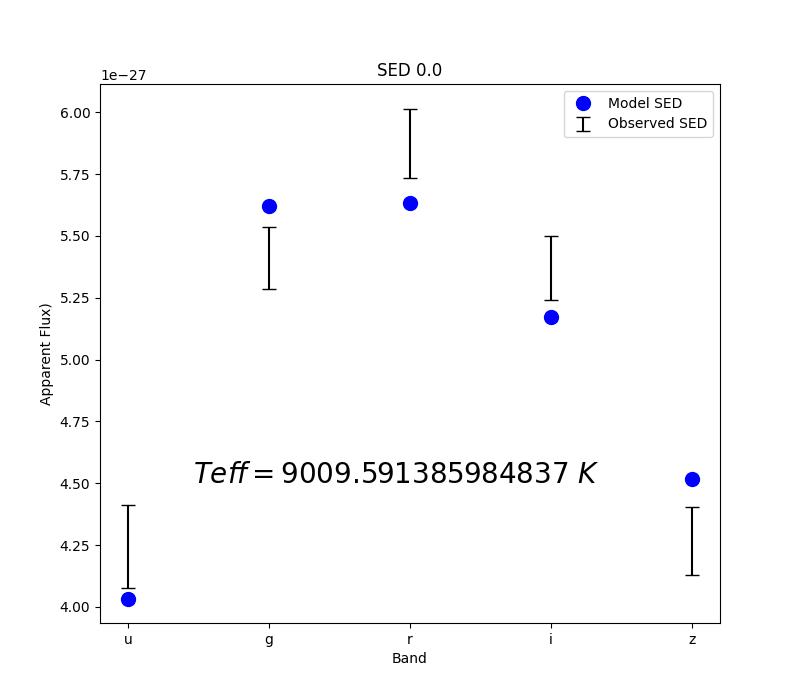 SED 0.0
1e−27
Model SED
Observed SED
6.00
5.75
5.50
5.25
5.00
4.75
4.50
4.25
4.00
Apparent Flux)
Teff = 9009.591385984837 K
u g r i z
Band